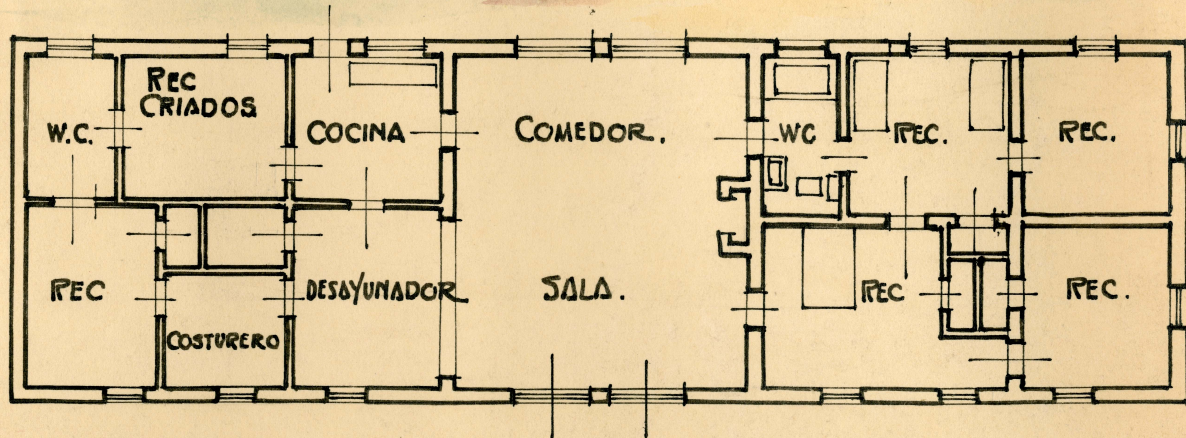 REC
CRIADOS
W.C.
COCINA
COMEDOR.
WC
REC.
REC.
REC
DESAYUNADOR
SALA.
REC
REC.
COSTURERO